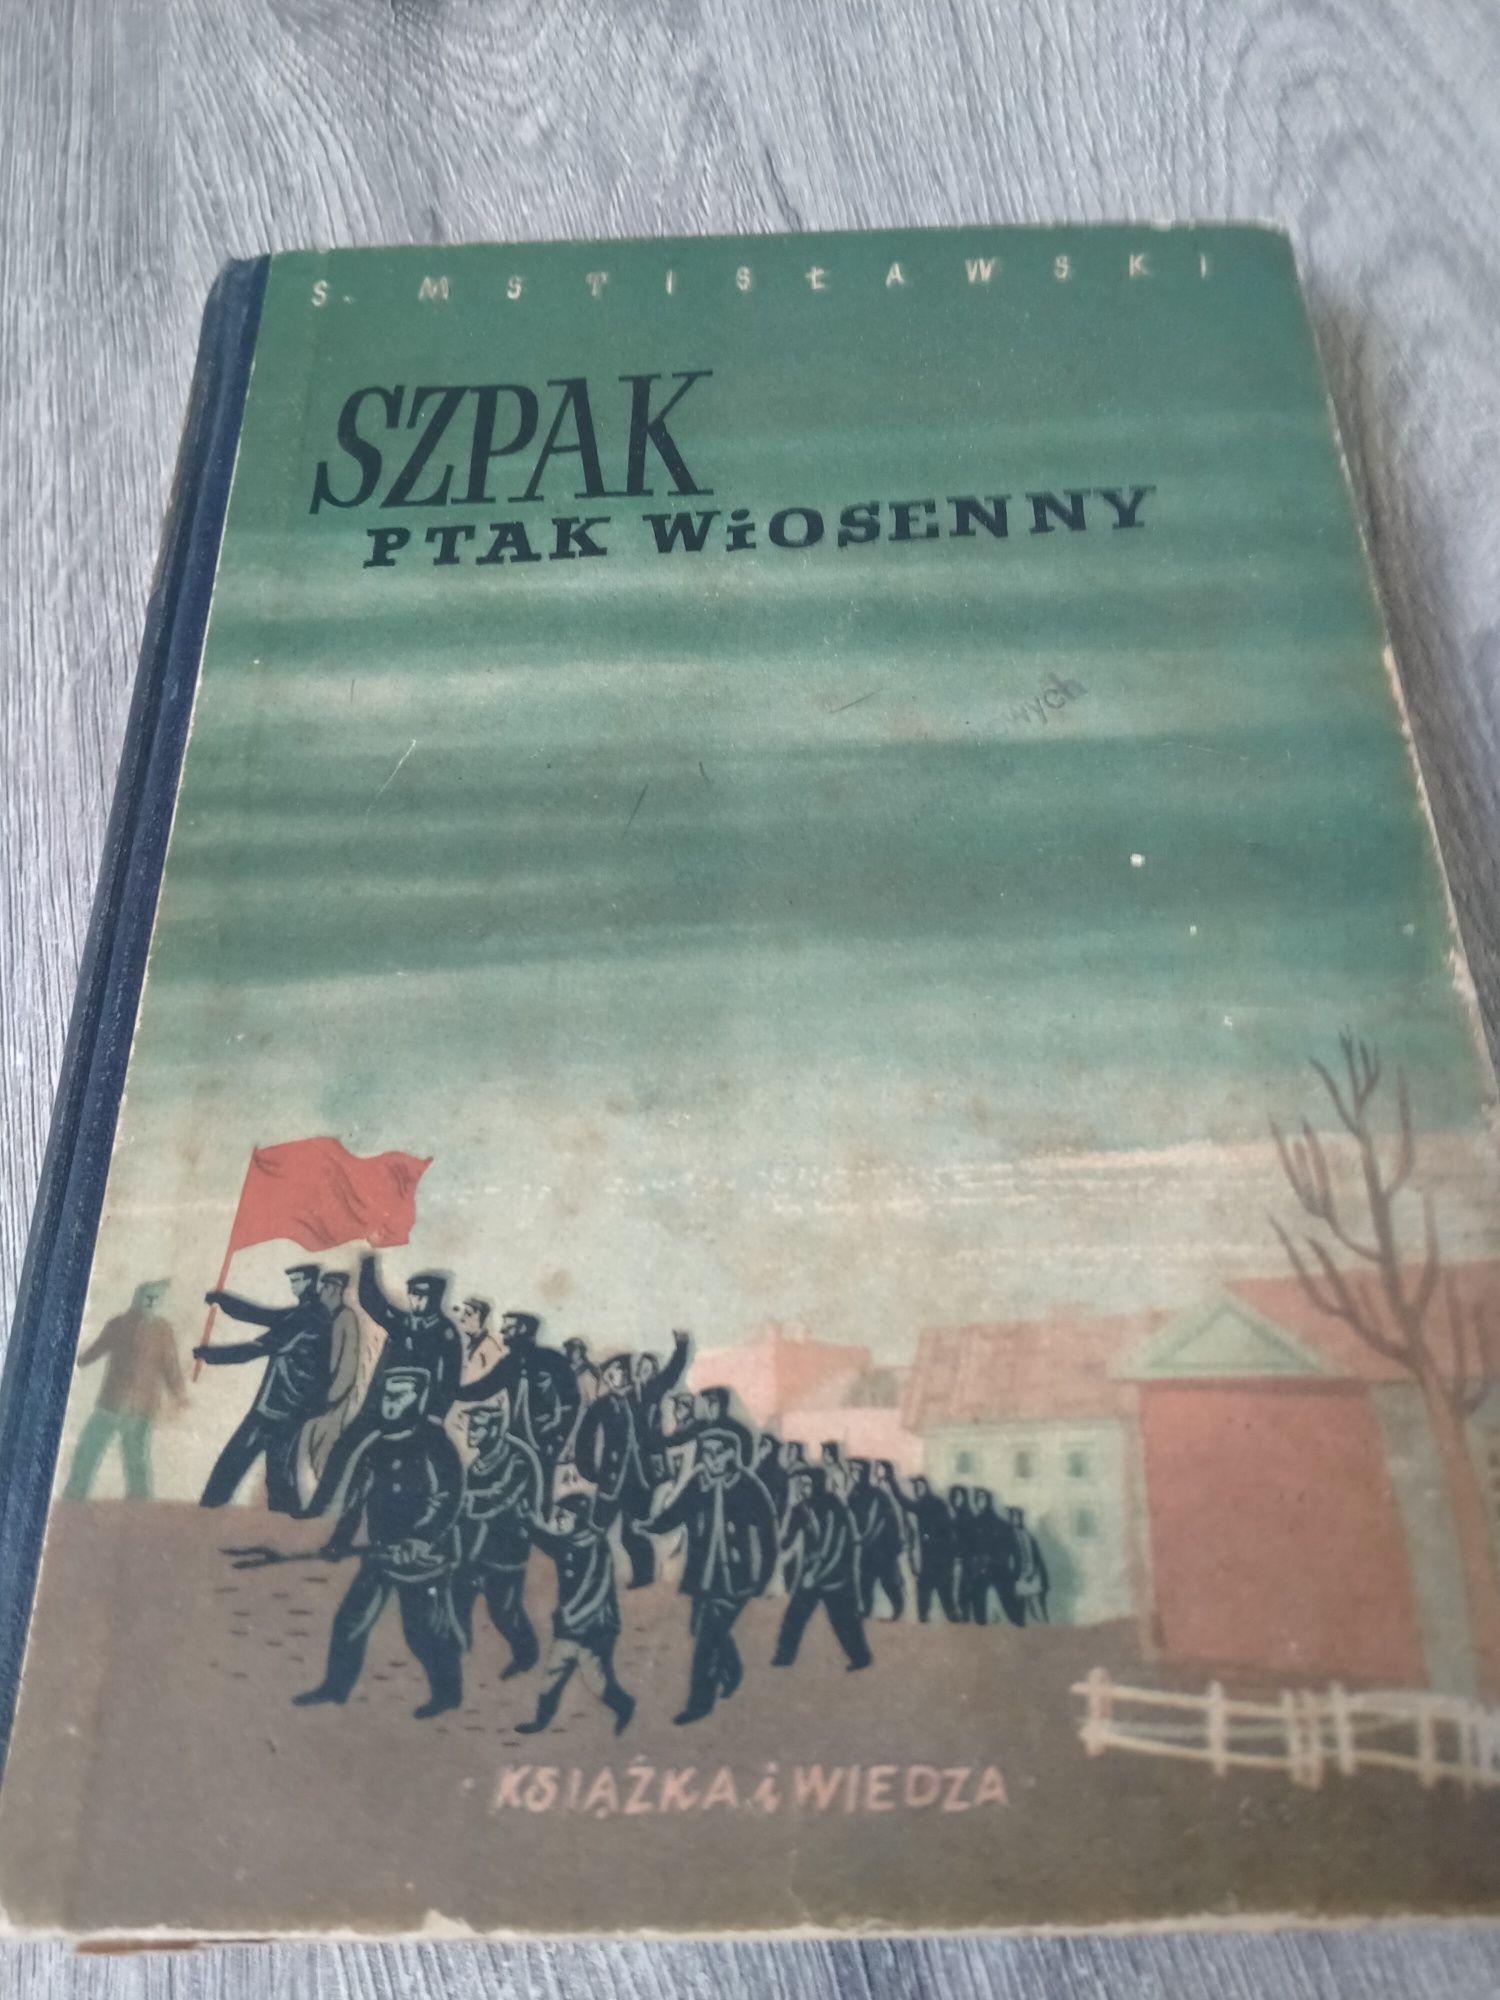 S. MSTISŁAWSKI
SZPAK
PTAK WiOSENNY
KSIĄŻKA i WIEDZA